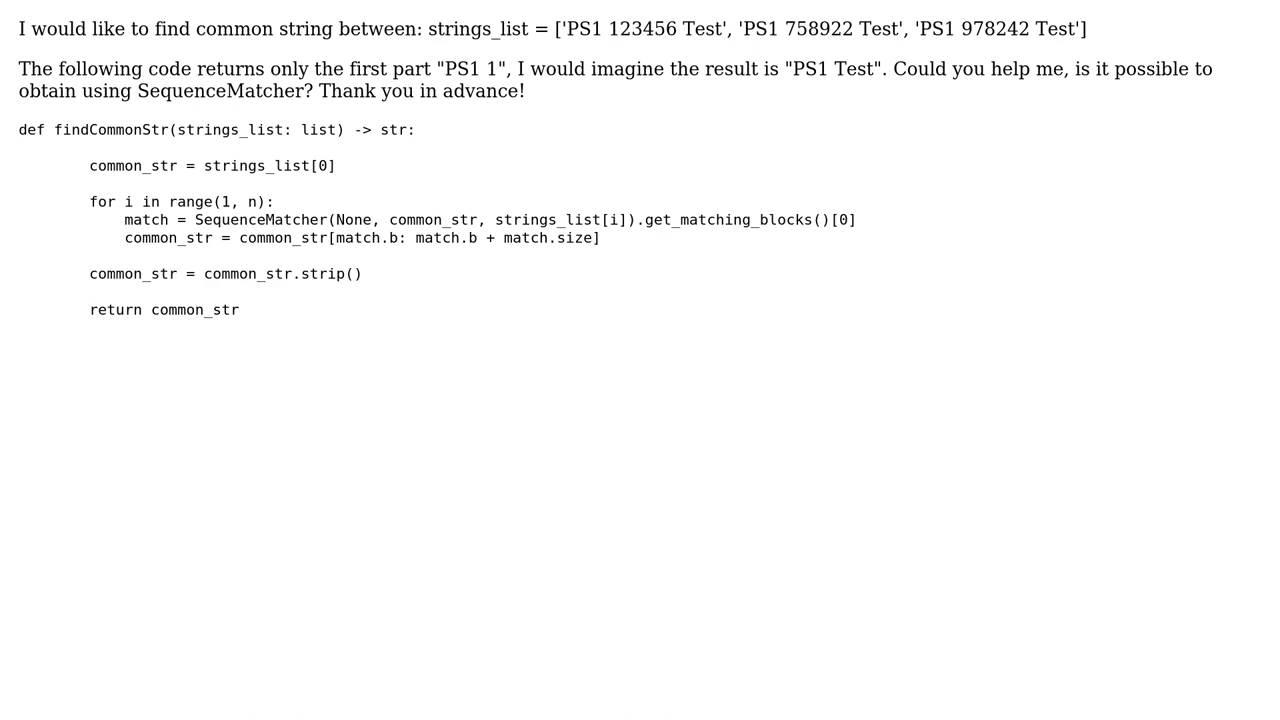 I would like to find common string between: strings_list = ['PS1 123456 Test', 'PS1 758922 Test', 'PS1 978242 Test']
The following code returns only the first part "PS1 1", I would imagine the result is "PS1 Test". Could you help me, is it possible to
obtain using SequenceMatcher? Thank you in advance!
def findCommonStr(strings_list: list) -> str:
        common_str = strings_list[0]
        for i in range(1, n):
            match = SequenceMatcher(None, common_str, strings_list[i]).get_matching_blocks()[0]
            common_str = common_str[match.b: match.b + match.size]
        common_str = common_str.strip()
        return common_str